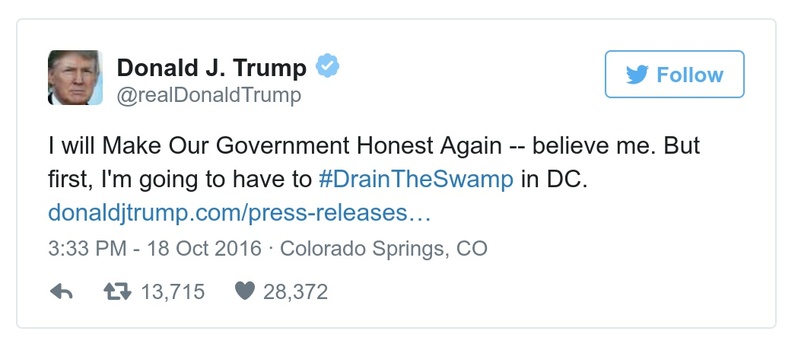 Donald J. Trump
@realDonaldTrump
Follow
I will Make Our Government Honest Again -- believe me. But
first, I'm going to have to #DrainTheSwamp in DC.
donaldjtrump.com/press-releases…
3:33 PM - 18 Oct 2016 · Colorado Springs, CO
13,715 28,372